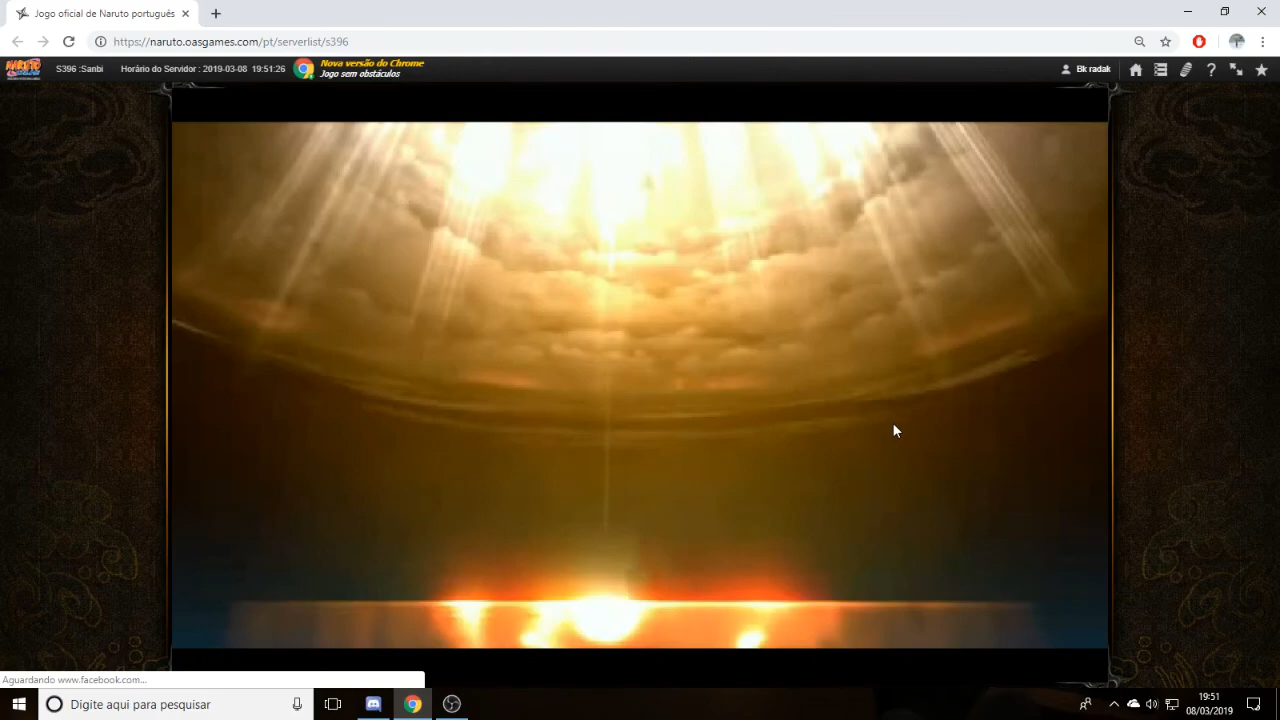 Jogo oficial de Naruto português
https://naruto.oasgames.com/pt/serverlist/s396
NARUTO
S396 :Sanbi
Horário do Servidor : 2019-03-08 19:51:26
Nova versão do Chrome
Jogo sem obstáculos
Bk radak
Aguardando www.facebook.com...
Digite aqui para pesquisar
19:51
08/03/2019